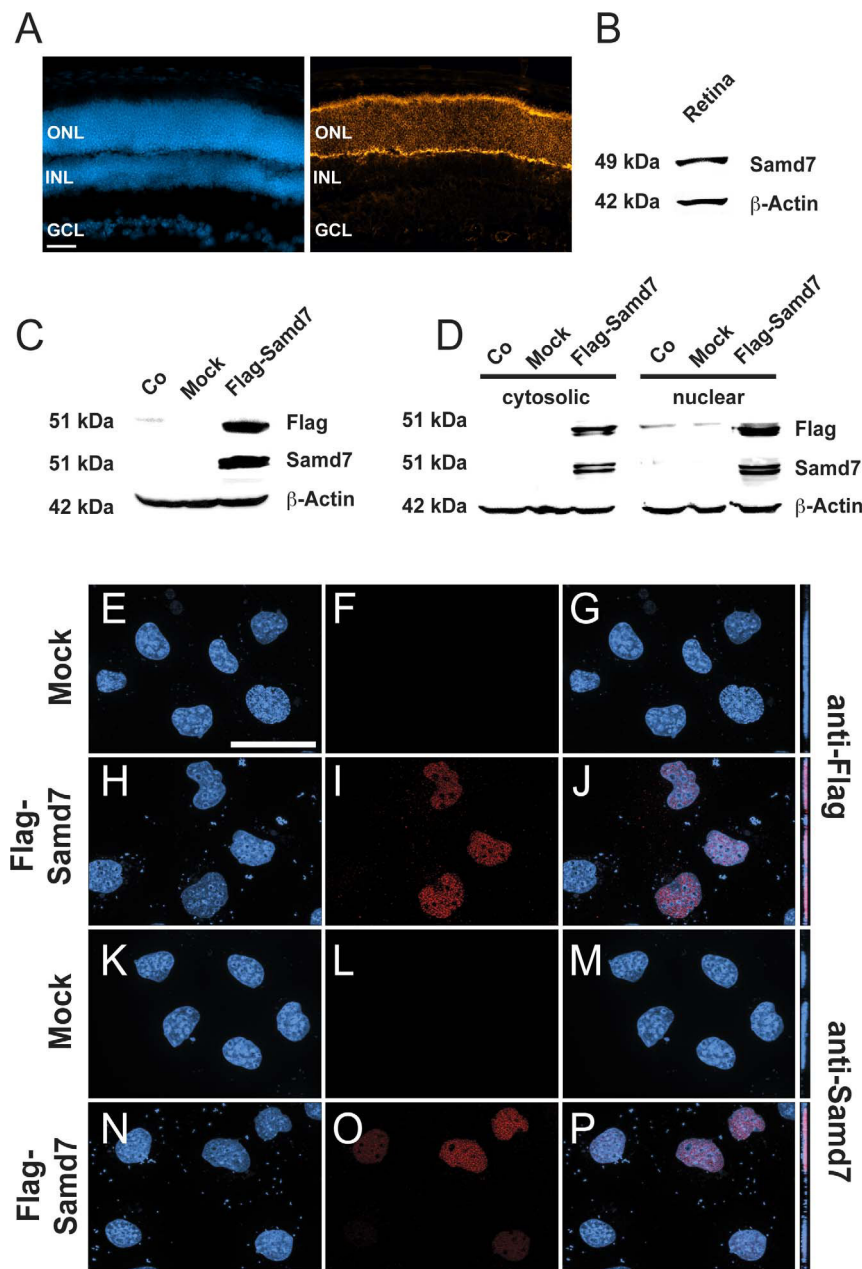 A
ONL
INL
GCL
ONL
INL
GCL
B
Retina
49 kDa
Samd7
42 kDa
β-Actin
C
Co
Mock
Flag-Samd7
51 kDa
Flag
51 kDa
Samd7
42 kDa
β-Actin
D
Co
Mock
Flag-Samd7
Co
Mock
Flag-Samd7
cytosolic
nuclear
51 kDa
Flag
51 kDa
Samd7
42 kDa
β-Actin
Mock
E
F
G
Flag-
Samd7
H
I
J
anti-Flag
Mock
K
L
M
Flag-
Samd7
N
O
P
anti-Samd7